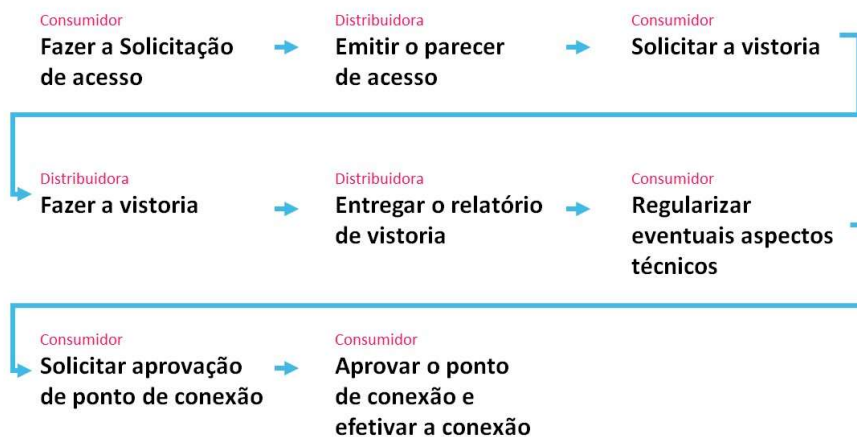 Consumidor
Fazer a Solicitação
de acesso
Distribuidora
Emitir o parecer
de acesso
Consumidor
Solicitar a vistoria
Distribuidora
Fazer a vistoria
Distribuidora
Entregar o relatório
de vistoria
Consumidor
Regularizar
eventuais aspectos
técnicos
Consumidor
Solicitar aprovação
de ponto de conexão
Consumidor
Aprovar o ponto
de conexão e
efetivar a conexão